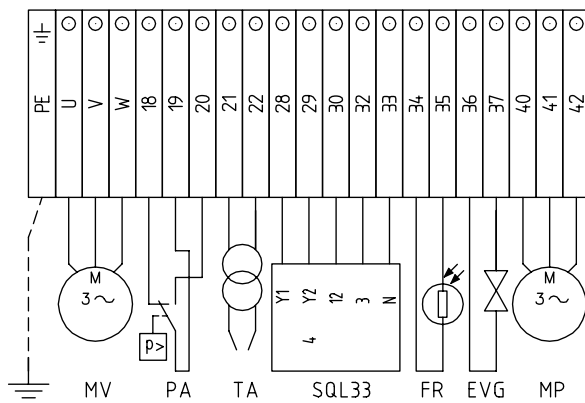 PE U V W 18 19 20 21 22 28 29 30 32 33 34 35 36 37 40 41 42
M
3~
p>
Y1 Y2 12 3 N
4
M
3~
MV PA TA SQL33 FR EVG MP